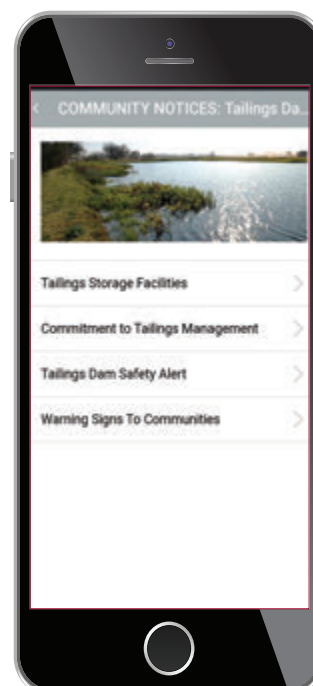 COMMUNITY NOTICES: Tailings Da...
Tailings Storage Facilities
Commitment to Tailings Management
Tailings Dam Safety Alert
Warning Signs To Communities